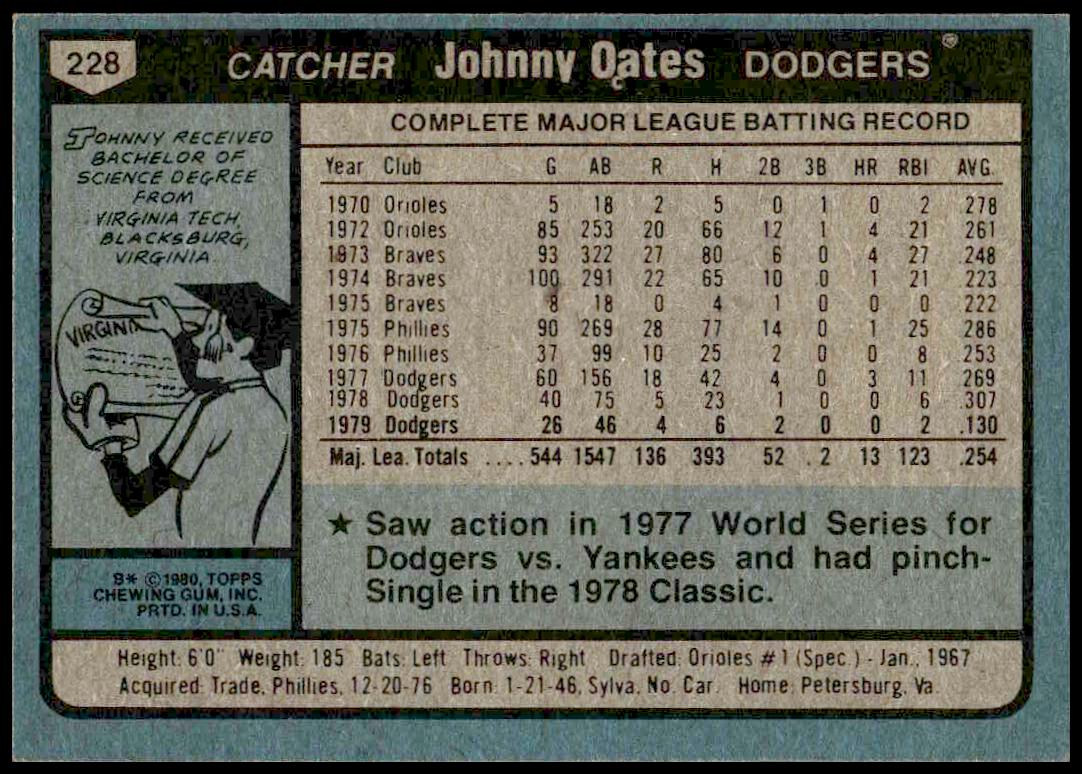 228 CATCHER Johnny Oates DODGERS
JOHNNY RECEIVED
BACHELOR OF
SCIENCE DEGREE
FROM
VIRGINIA TECH,
BLACKSBURG,
VIRGINIA.
VIRGINIA
B* ©1980, TOPPS
CHEWING GUM, INC.
PRTD. IN U.S.A.
COMPLETE MAJOR LEAGUE BATTING RECORD
Year Club G AB R H 2B 3B HR RBI AVG.
1970 Orioles 5 18 2 5 0 1 0 2 .278
1972 Orioles 85 253 20 66 12 1 4 21 .261
1973 Braves 93 322 27 80 6 0 4 27 .248
1974 Braves 100 291 22 65 10 0 1 21 .223
1975 Braves 8 18 0 4 1 0 0 0 .222
1975 Phillies 90 269 28 77 14 0 1 25 .286
1976 Phillies 37 99 10 25 2 0 0 8 .253
1977 Dodgers 60 156 18 42 4 0 3 11 .269
1978 Dodgers 40 75 5 23 1 0 0 6 .307
1979 Dodgers 26 46 4 6 2 0 0 2 .130
Maj. Lea. Totals .... 544 1547 136 393 52 2 13 123 .254
★ Saw action in 1977 World Series for
Dodgers vs. Yankees and had pinch-
Single in the 1978 Classic.
Height: 6'0" Weight: 185 Bats: Left Throws: Right Drafted: Orioles #1 (Spec.) - Jan., 1967
Acquired: Trade, Phillies, 12-20-76 Born: 1-21-46, Sylva, No. Car. Home: Petersburg, Va.